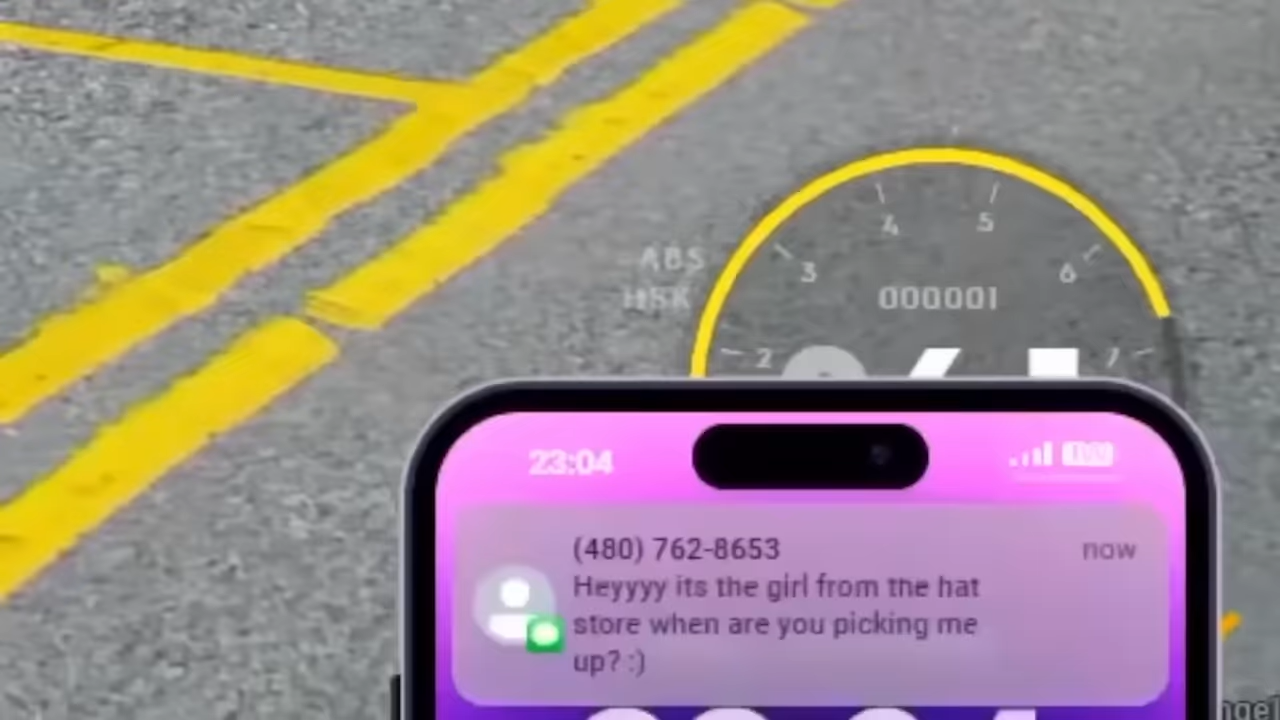 4 5
ABS
3 6
HSK
000001
2 7
23:04
(480) 762-8653
now
Heyyyy its the girl from the hat
store when are you picking me
up? :)